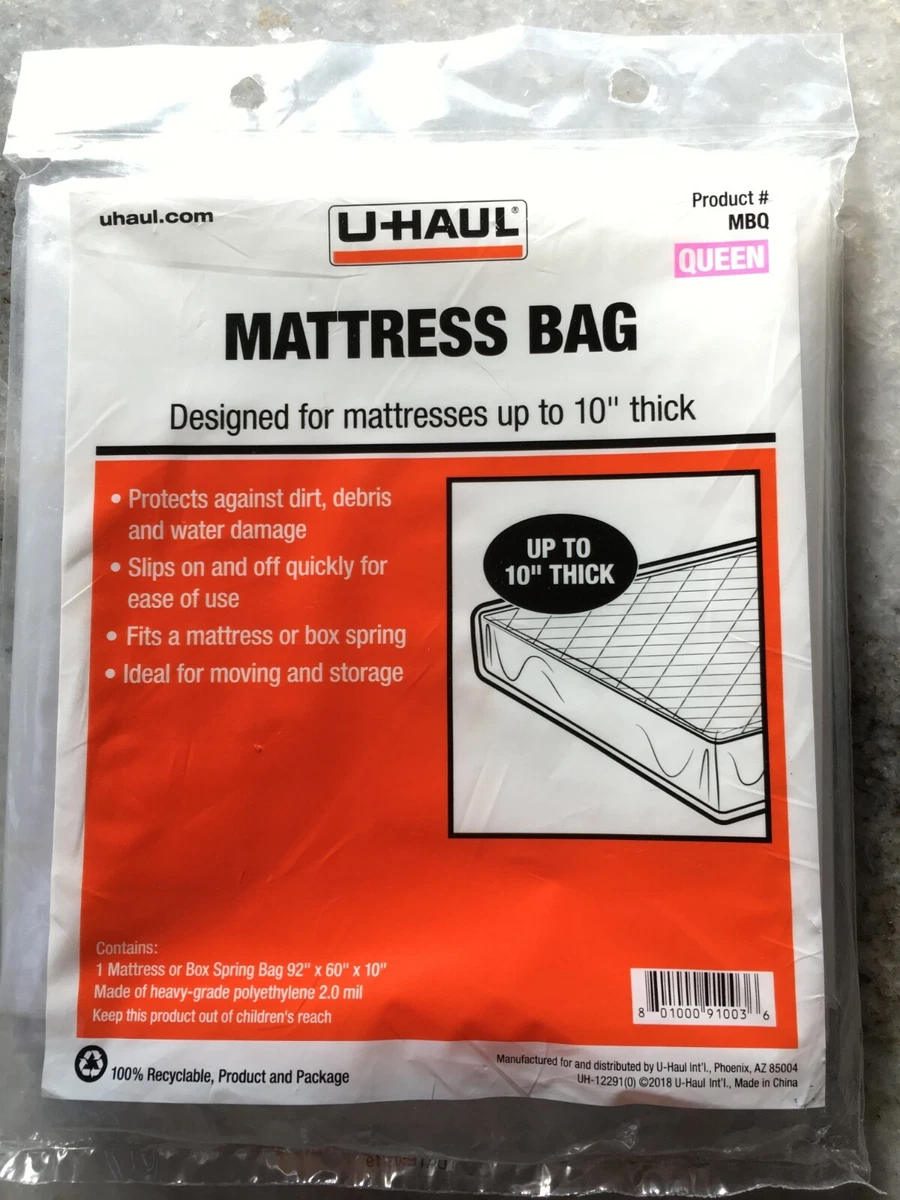 uhaul.com
U-HAUL®
Product #
MBQ
QUEEN
MATTRESS BAG
Designed for mattresses up to 10" thick
• Protects against dirt, debris
and water damage
• Slips on and off quickly for
ease of use
• Fits a mattress or box spring
• Ideal for moving and storage
UP TO
10" THICK
Contains:
1 Mattress or Box Spring Bag 92" x 60" x 10"
Made of heavy-grade polyethylene 2.0 mil
Keep this product out of children's reach
8 01000 91003 6
100% Recyclable, Product and Package
Manufactured for and distributed by U-Haul Int'l., Phoenix, AZ 85004
UH-12291(0) ©2018 U-Haul Int'l., Made in China